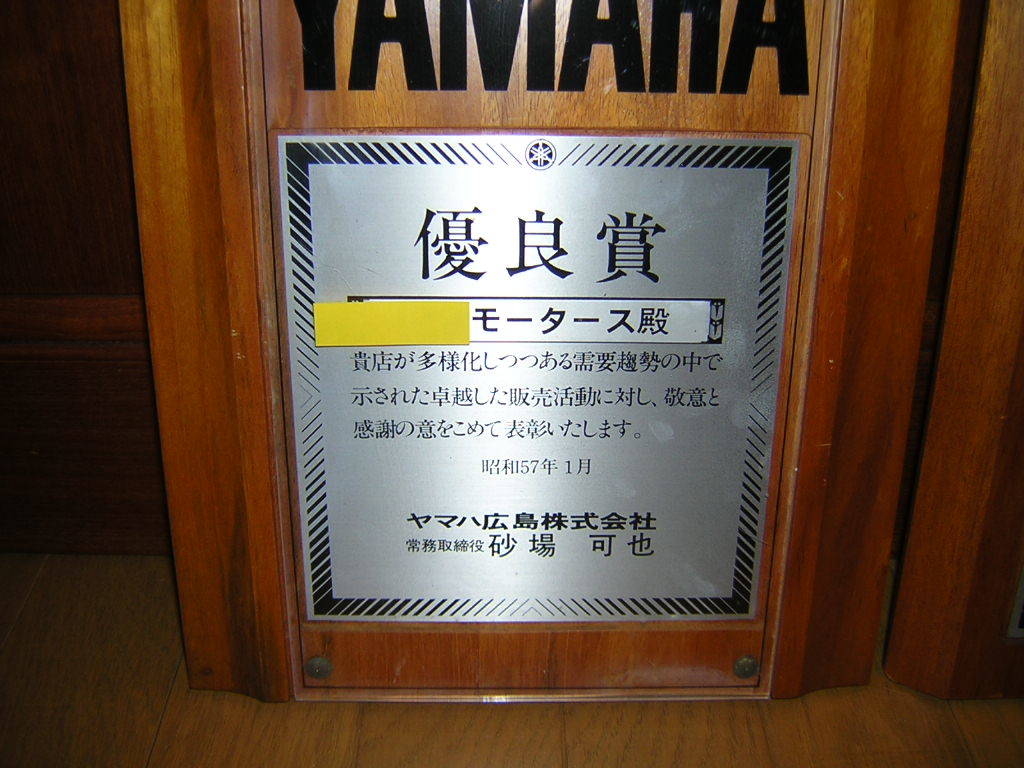 YAMAHA
優良賞
モータース殿
貴店が多様化しつつある需要趨勢の中で
示された卓越した販売活動に対し、敬意と
感謝の意をこめて表彰いたします。
昭和57年1月
ヤマハ広島株式会社
常務取締役 砂場 可也